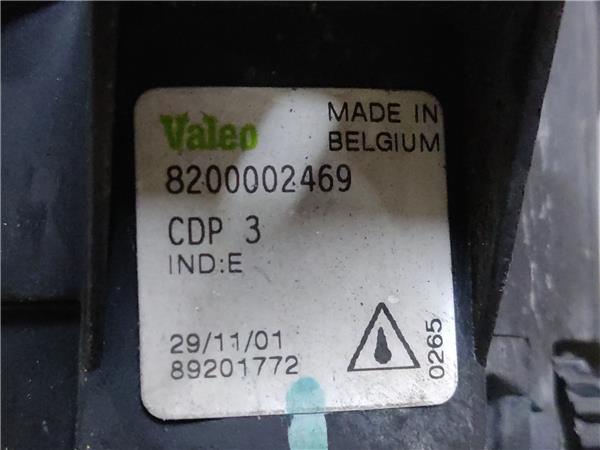 Valeo
MADE IN
BELGIUM
8200002469
CDP 3
IND:E
29/11/01
89201772
0265